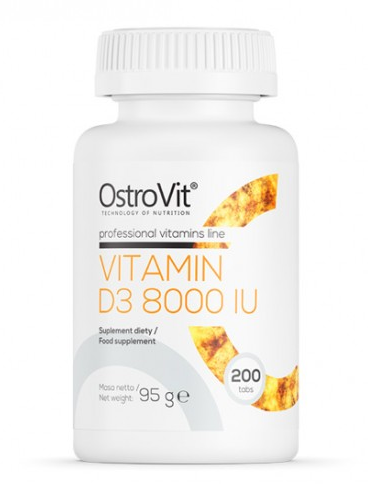 OstroVit®
TECHNOLOGY OF NUTRITION
professional vitamins line
VITAMIN
D3 8000 IU
Suplement diety /
Food supplement
200
tabs
Masa netto /
Net weight: 95 g e